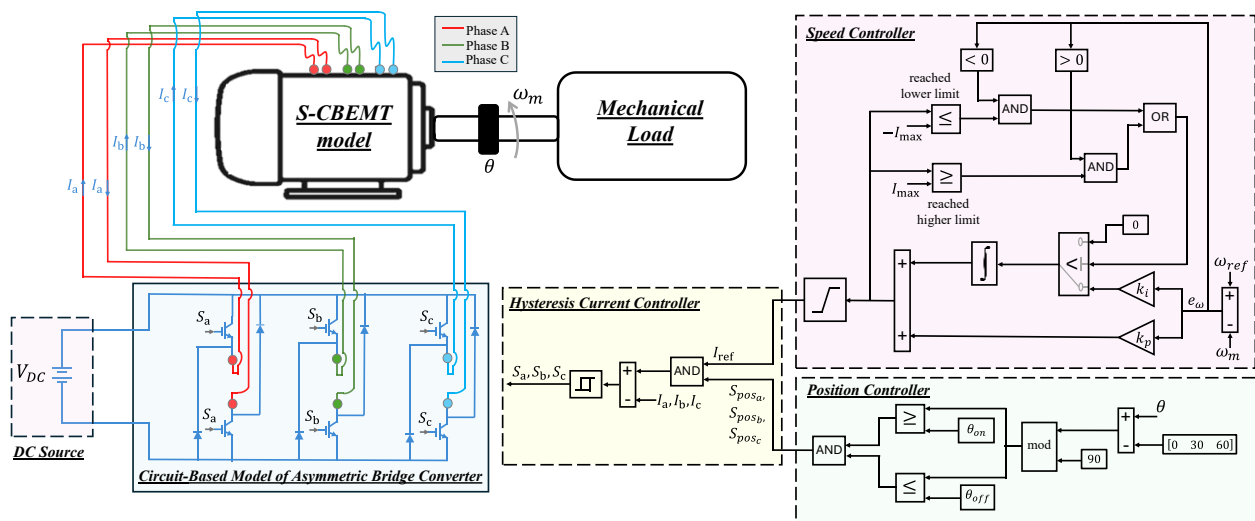 Phase A
Phase B
Phase C
S-CBEMT
model
ω_m
θ
Mechanical
Load
I_c
I_c
I_b
I_b
I_a
I_a
DC Source
V_DC
S_a
S_b
S_c
S_a
S_b
S_c
Circuit-Based Model of Asymmetric Bridge Converter
Hysteresis Current Controller
S_a, S_b, S_c
+
-
AND
I_ref
I_a, I_b, I_c
S_pos_a,
S_pos_b,
S_pos_c
Speed Controller
< 0
> 0
reached
lower limit
−I_max
≤
AND
OR
I_max
≥
AND
reached
higher limit
0
<
∫
+
+
k_i
k_p
e_ω
ω_ref
+
-
ω_m
Position Controller
AND
≥
θ_on
≤
θ_off
mod
90
+
-
θ
[0 30 60]